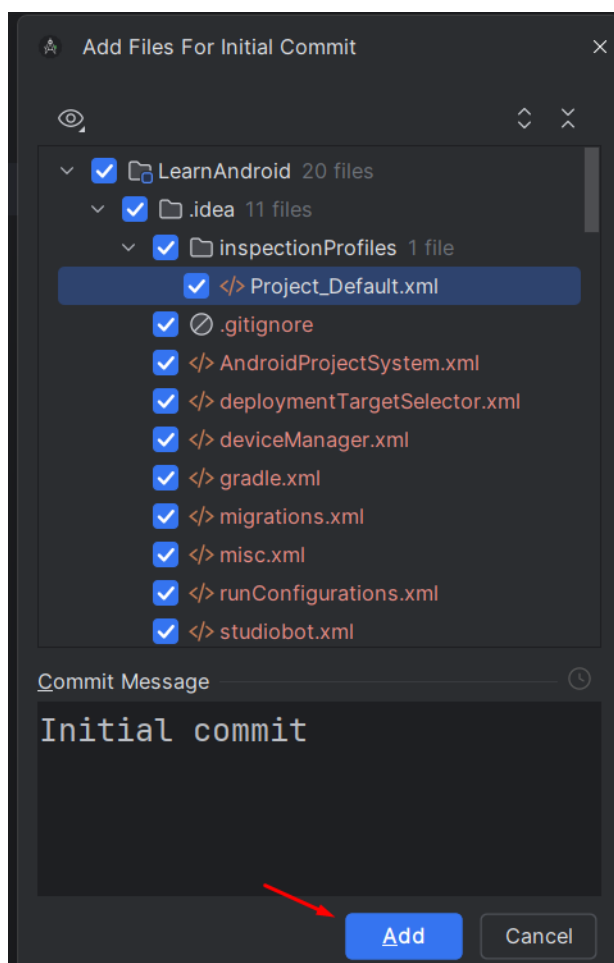 Add Files For Initial Commit
LearnAndroid 20 files
.idea 11 files
inspectionProfiles 1 file
Project_Default.xml
.gitignore
AndroidProjectSystem.xml
deploymentTargetSelector.xml
deviceManager.xml
gradle.xml
migrations.xml
misc.xml
runConfigurations.xml
studiobot.xml
Commit Message
Initial commit
Add Cancel